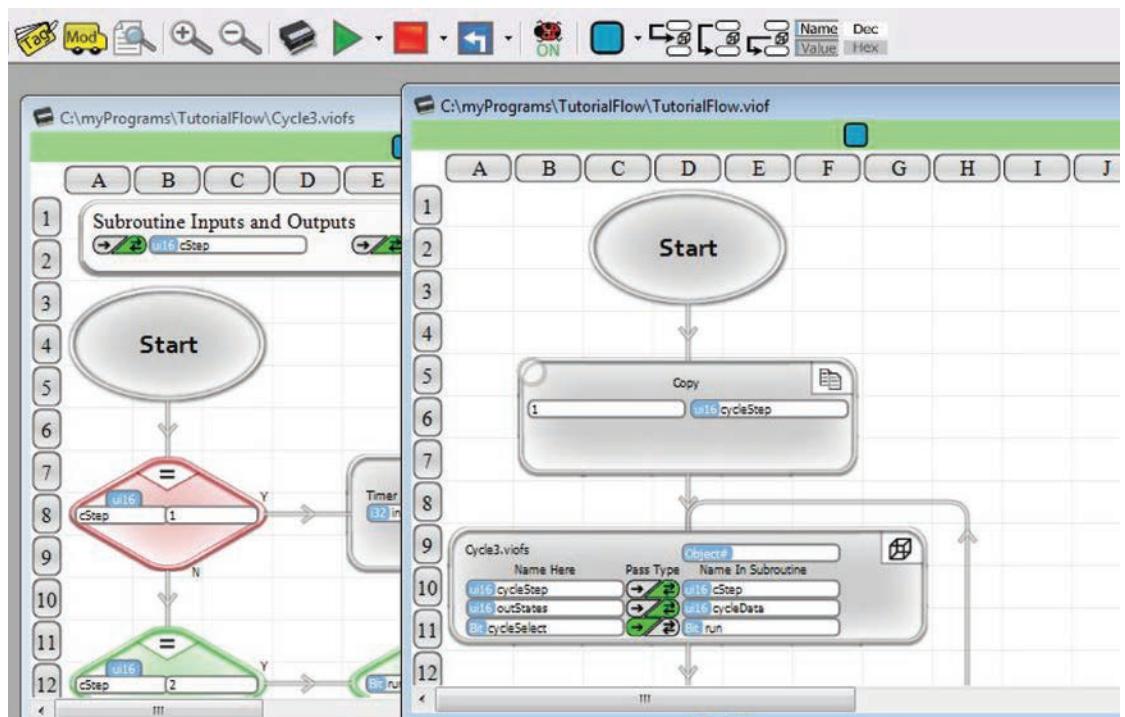 Tag Mod ON Name Dec
Value Hex
C:\myPrograms\TutorialFlow\Cycle3.viofs
A B C D E
1
Subroutine Inputs and Outputs
ui16 cStep
2
3
4
Start
5
6
7
=
Y
ui16
8
cStep 1
Timer
i32 in
9
N
10
11
=
Y
ui16
12
cStep 2
Bit ru
C:\myPrograms\TutorialFlow\TutorialFlow.viof
A B C D E F G H I J
1
2
Start
3
4
5
Copy
6
1 ui16 cycleStep
7
8
9
Cycle3.viofs Object#
Name Here Pass Type Name In Subroutine
10
ui16 cycleStep ui16 cStep
ui16 outStates ui16 cycleData
11
Bit cycleSelect Bit run
12